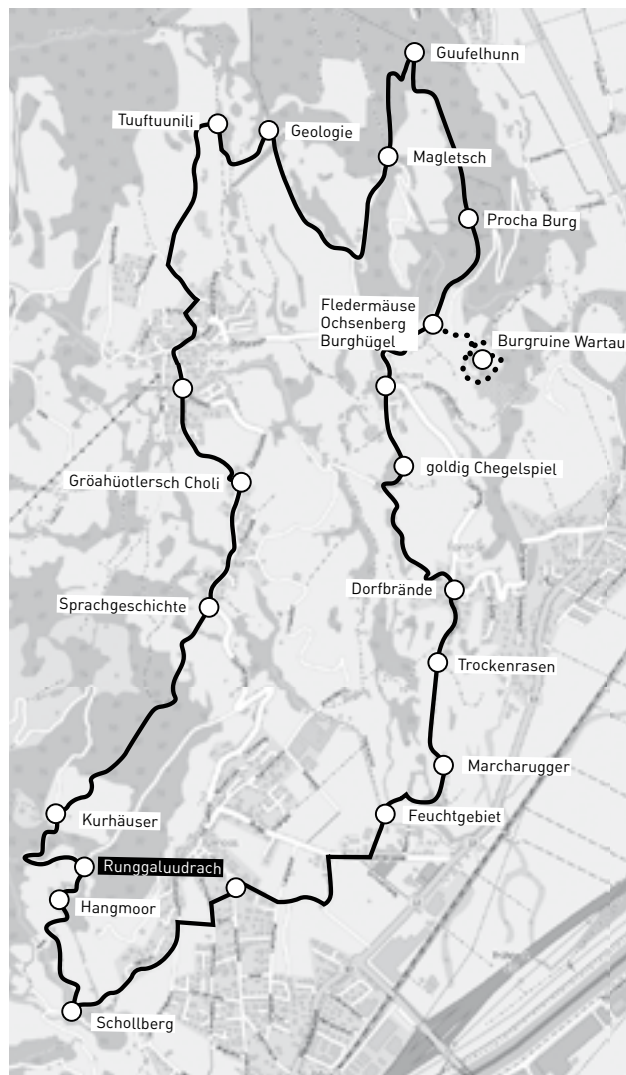 Guufelhunn
Tuuftuunili
Geologie
Magletsch
Procha Burg
Fledermäuse
Ochsenberg
Burghügel
Burgruine Wartau
goldig Chegelspiel
Gröahüotlersch Choli
Dorfbrände
Sprachgeschichte
Trockenrasen
Marcharugger
Feuchtgebiet
Kurhäuser
Runggaluudrach
Hangmoor
Schollberg